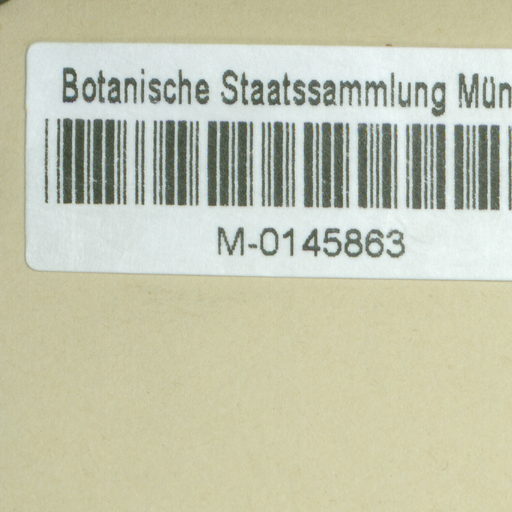 Botanische Staatssammlung Mün
M-0145863